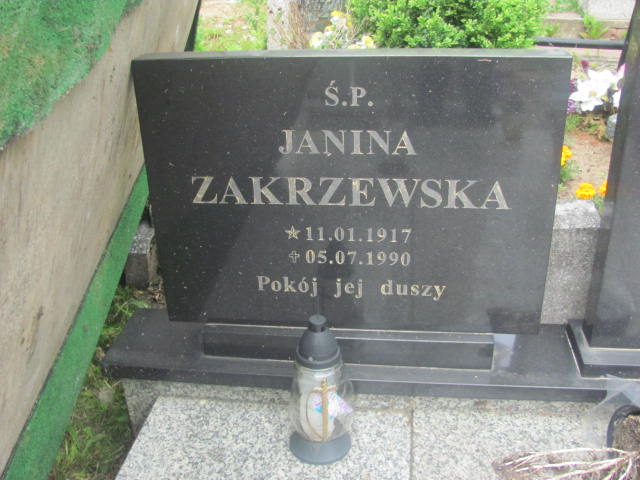 Ś.P.
JANINA
ZAKRZEWSKA
★11.01.1917
✝05.07.1990
Pokój jej duszy